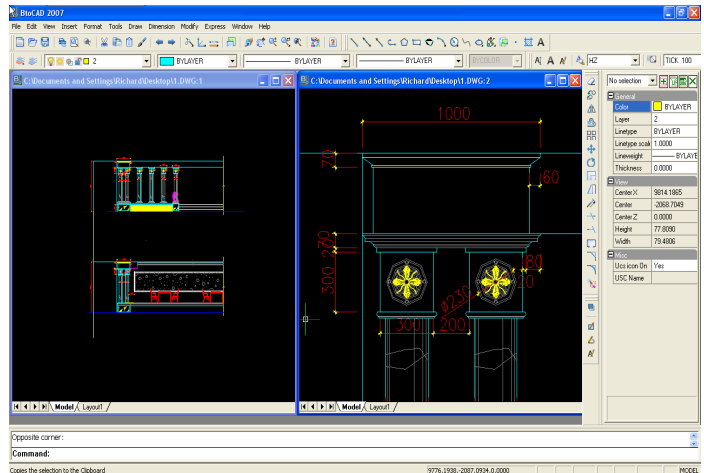 BtoCAD 2007
File Edit View Insert Format Tools Draw Dimension Modify Express Window Help
2 BYLAYER BYLAYER BYLAYER BYCOLOR HZ TICK 100
C:\Documents and Settings\Richard\Desktop\1.DWG:1
C:\Documents and Settings\Richard\Desktop\1.DWG:2
No selection
General
Color BYLAYER
Layer 2
Linetype BYLAYER
Linetype scale 1.0000
Lineweight BYLAYE
Thickness 0.0000
View
Center X 9814.1865
Center -2068.7049
Center Z 0.0000
Height 77.8090
Width 79.4806
Misc
Ucs icon On Yes
USC Name
1000
70
60
300
80
20
Ø230
300
200
Model Layout1
Model Layout1
Opposite corner:
Command:
Copies the selection to the Clipboard 9776.1938,-2087.0934,0.0000 MODEL